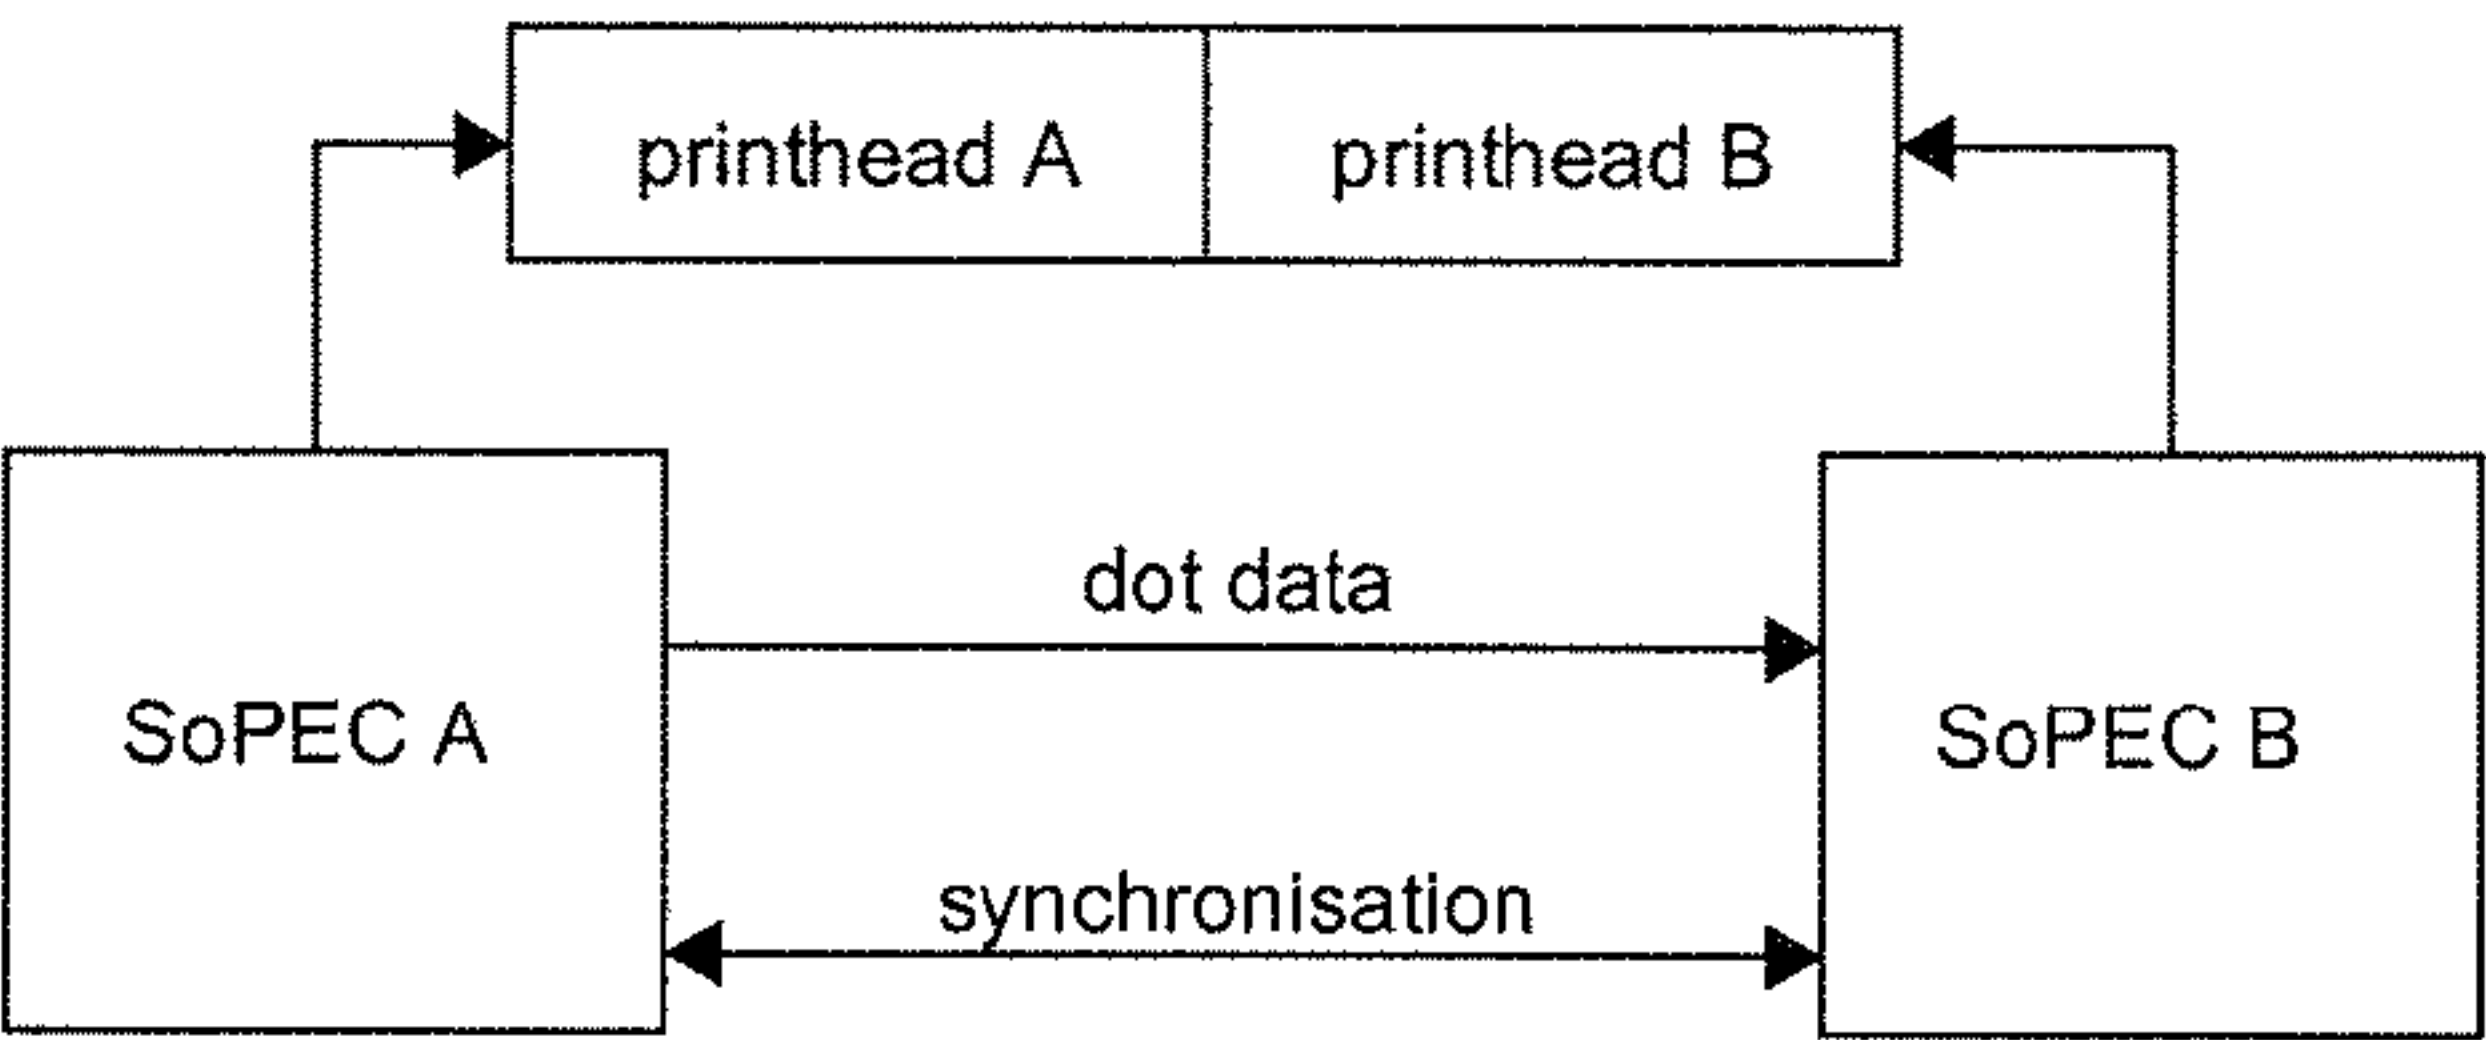 printhead A
printhead B
dot data
SoPEC A
SoPEC B
synchronisation